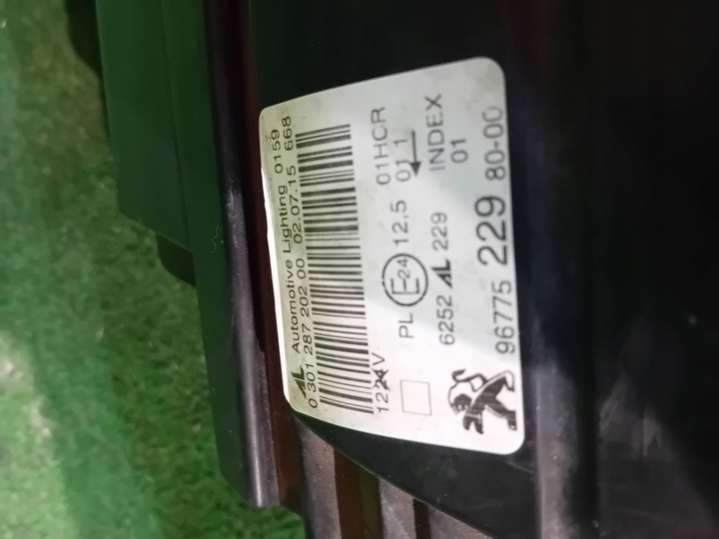 AL Automotive Lighting 0159
0 301 287 202 00 02.07.15 668
1224V 01HCR
PL E24 12,5 01 1
6252 AL 229 INDEX
01
96775 229 80-00